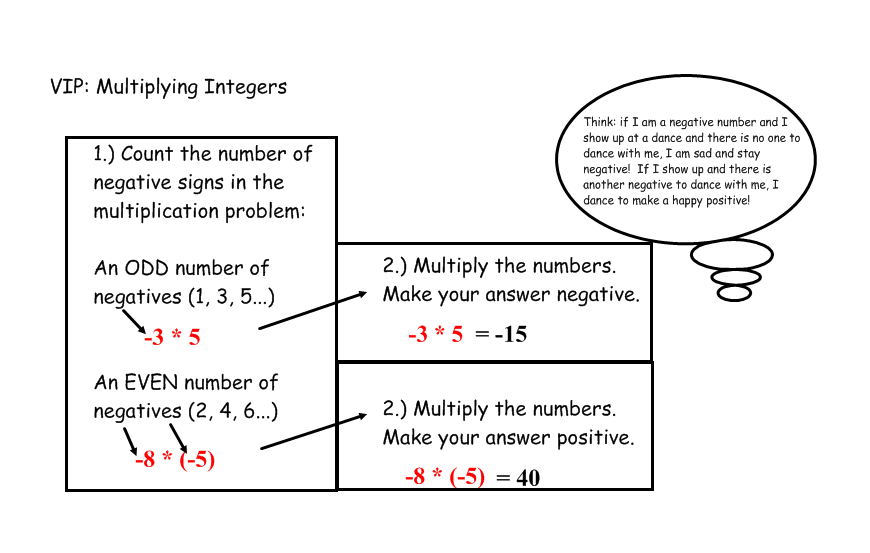 VIP: Multiplying Integers
1.) Count the number of
negative signs in the
multiplication problem:
An ODD number of
negatives (1, 3, 5...)
-3 * 5
An EVEN number of
negatives (2, 4, 6...)
-8 * (-5)
2.) Multiply the numbers.
Make your answer negative.
-3 * 5 = -15
2.) Multiply the numbers.
Make your answer positive.
-8 * (-5) = 40
Think: if I am a negative number and I
show up at a dance and there is no one to
dance with me, I am sad and stay
negative! If I show up and there is
another negative to dance with me, I
dance to make a happy positive!